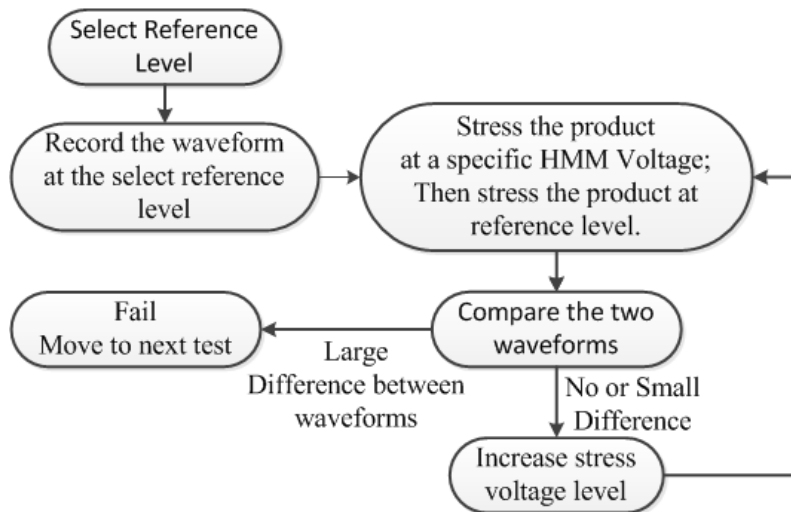 Select Reference
Level
Record the waveform
at the select reference
level
Stress the product
at a specific HMM Voltage;
Then stress the product at
reference level.
Compare the two
waveforms
Fail
Move to next test
Large
Difference between
waveforms
No or Small
Difference
Increase stress
voltage level